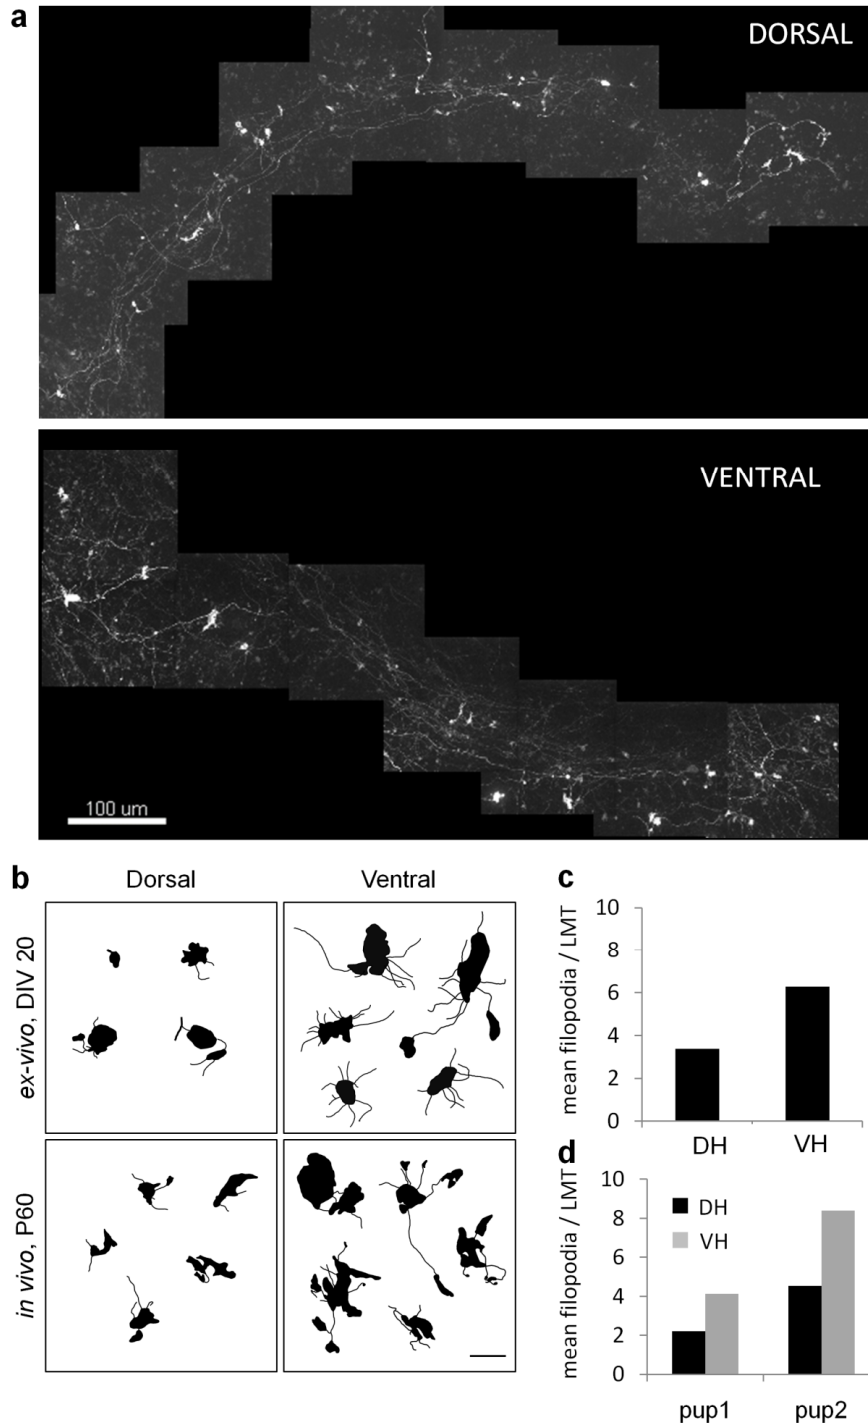 a
DORSAL
VENTRAL
100 um
b
Dorsal
Ventral
ex-vivo, DIV 20
in vivo, P60
c
mean filopodia / LMT
10
8
6
4
2
0
DH
VH
d
mean filopodia / LMT
10
8
6
4
2
0
DH
VH
pup1
pup2